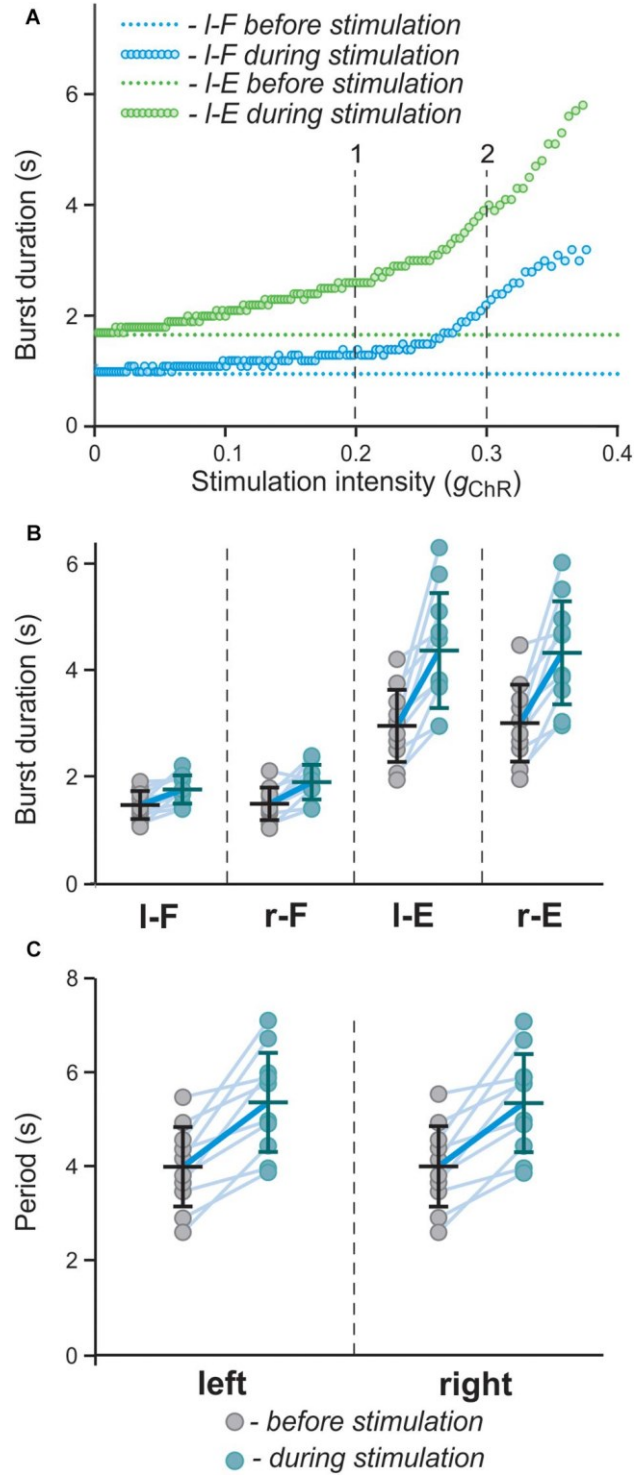 A
- l-F before stimulation
- l-F during stimulation
- l-E before stimulation
- l-E during stimulation
6
4
2
0
Burst duration (s)
1
2
0
0.1
0.2
0.3
0.4
Stimulation intensity (gChR)
B
6
4
2
0
Burst duration (s)
l-F
r-F
l-E
r-E
C
8
6
4
2
0
Period (s)
left
right
- before stimulation
- during stimulation